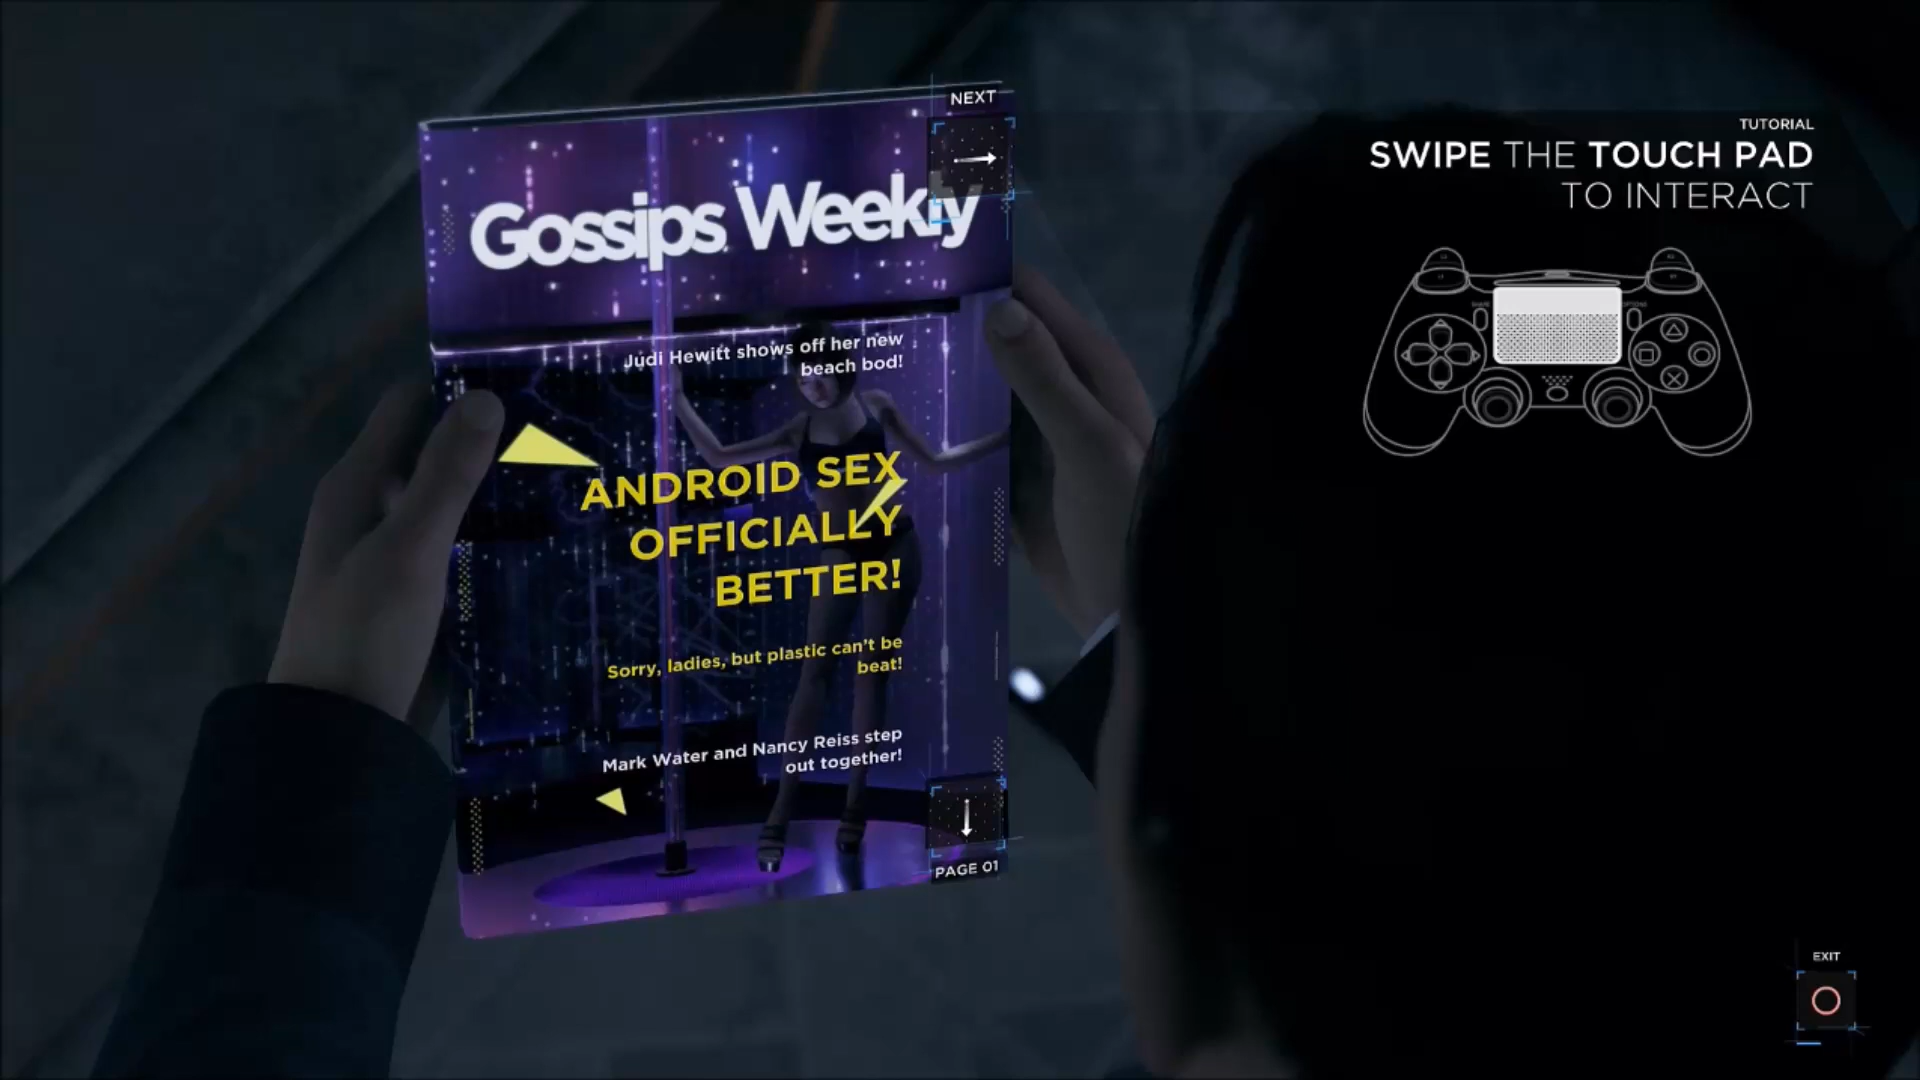 NEXT
Gossips Weekly
Judi Hewitt shows off her new
beach bod!
ANDROID SEX
OFFICIALLY
BETTER!
Sorry, ladies, but plastic can't be
beat!
Mark Water and Nancy Reiss step
out together!
PAGE 01
TUTORIAL
SWIPE THE TOUCH PAD
TO INTERACT
SHARE
OPTIONS
EXIT